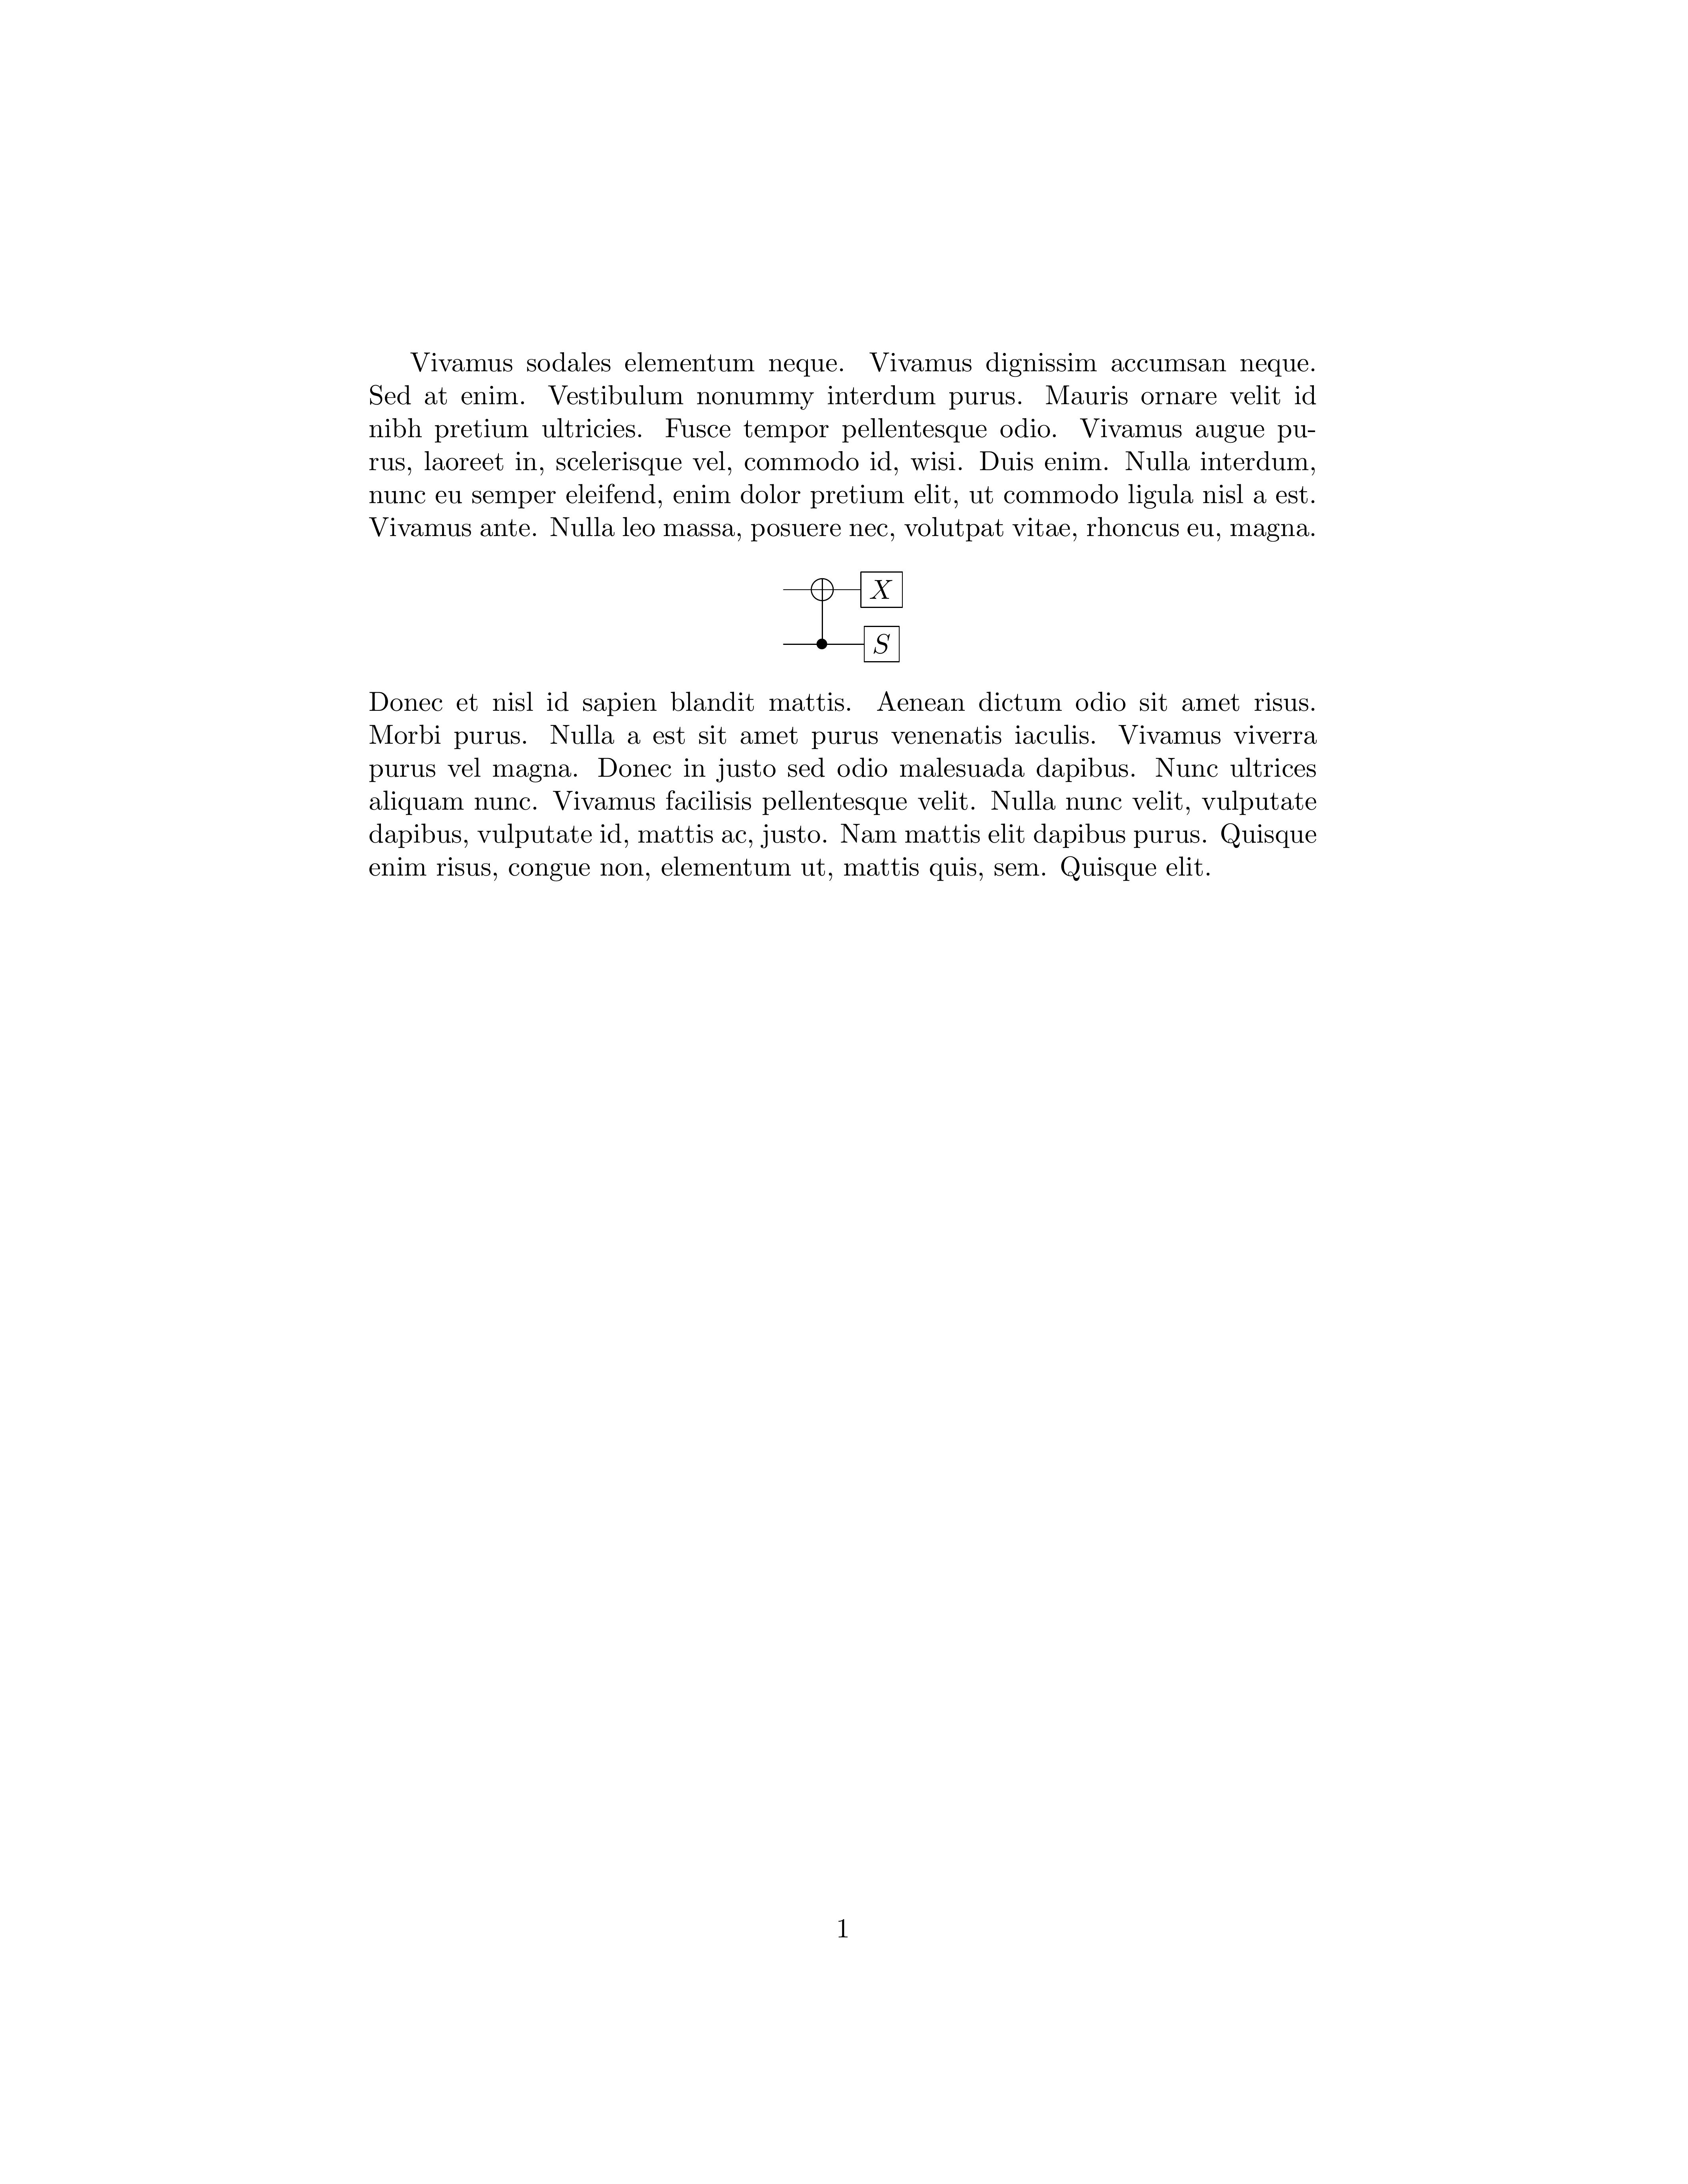 Vivamus sodales elementum neque. Vivamus dignissim accumsan neque.
Sed at enim. Vestibulum nonummy interdum purus. Mauris ornare velit id
nibh pretium ultricies. Fusce tempor pellentesque odio. Vivamus augue pu-
rus, laoreet in, scelerisque vel, commodo id, wisi. Duis enim. Nulla interdum,
nunc eu semper eleifend, enim dolor pretium elit, ut commodo ligula nisl a est.
Vivamus ante. Nulla leo massa, posuere nec, volutpat vitae, rhoncus eu, magna.
X
S
Donec et nisl id sapien blandit mattis. Aenean dictum odio sit amet risus.
Morbi purus. Nulla a est sit amet purus venenatis iaculis. Vivamus viverra
purus vel magna. Donec in justo sed odio malesuada dapibus. Nunc ultrices
aliquam nunc. Vivamus facilisis pellentesque velit. Nulla nunc velit, vulputate
dapibus, vulputate id, mattis ac, justo. Nam mattis elit dapibus purus. Quisque
enim risus, congue non, elementum ut, mattis quis, sem. Quisque elit.
1